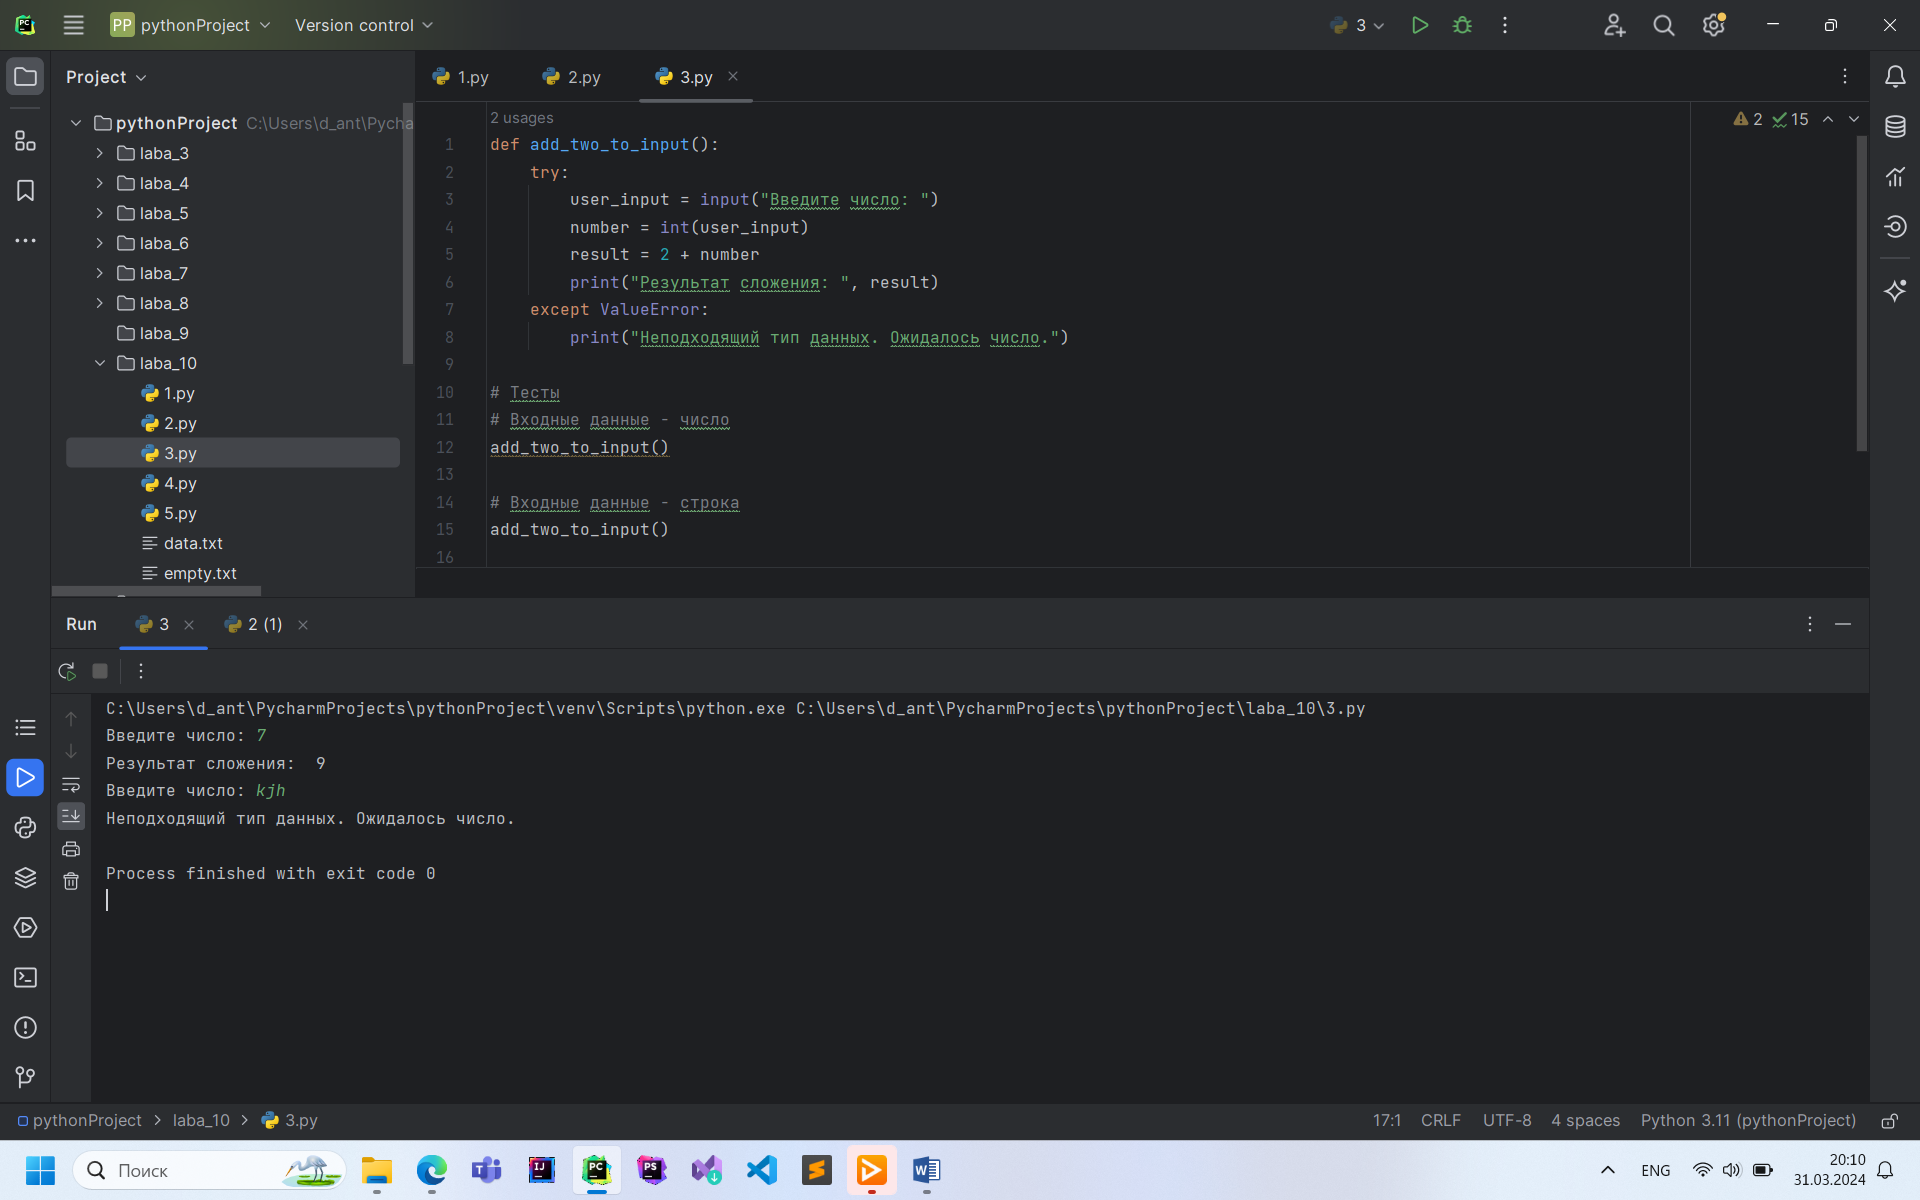 PC PP pythonProject Version control 3
Project
pythonProject C:\Users\d_ant\Pycha
laba_3
laba_4
laba_5
laba_6
laba_7
laba_8
laba_9
laba_10
1.py
2.py
3.py
4.py
5.py
data.txt
empty.txt
1.py 2.py 3.py
2 usages
2 15
1 def add_two_to_input():
2 try:
3 user_input = input("Введите число: ")
4 number = int(user_input)
5 result = 2 + number
6 print("Результат сложения: ", result)
7 except ValueError:
8 print("Неподходящий тип данных. Ожидалось число.")
9
10 # Тесты
11 # Входные данные - число
12 add_two_to_input()
13
14 # Входные данные - строка
15 add_two_to_input()
16
Run 3 2 (1)
C:\Users\d_ant\PycharmProjects\pythonProject\venv\Scripts\python.exe C:\Users\d_ant\PycharmProjects\pythonProject\laba_10\3.py
Введите число: 7
Результат сложения:  9
Введите число: kjh
Неподходящий тип данных. Ожидалось число.
Process finished with exit code 0
pythonProject laba_10 3.py 17:1 CRLF UTF-8 4 spaces Python 3.11 (pythonProject)
Поиск IJ PC PS ENG 20:10
31.03.2024